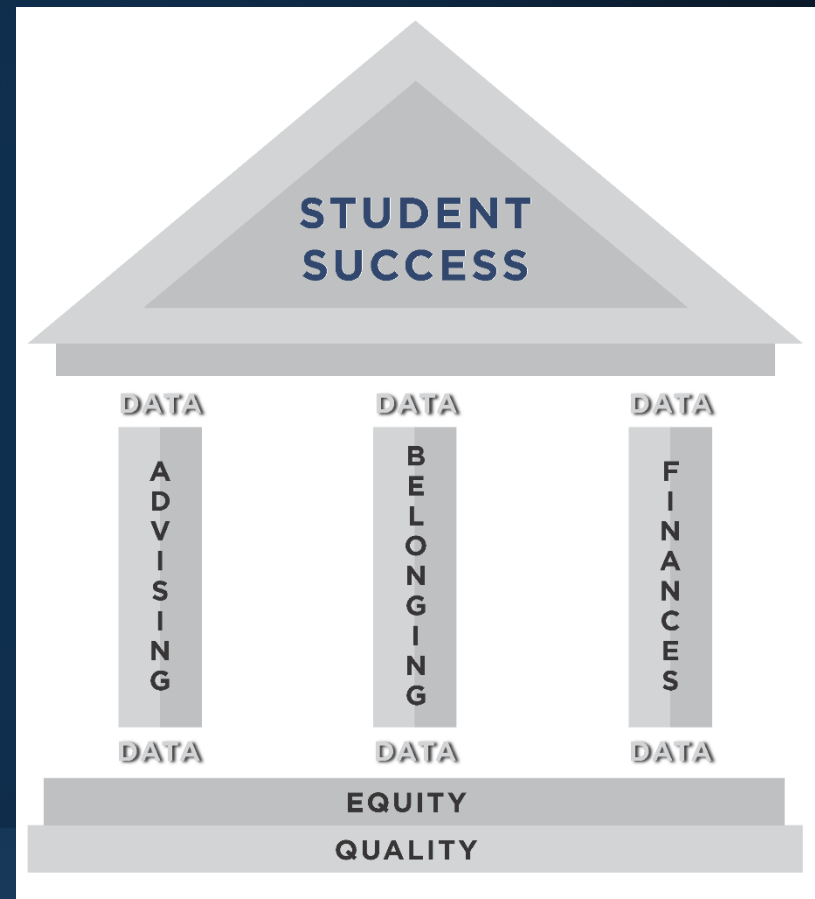 STUDENT
SUCCESS
DATA DATA DATA
ADVISING
BELONGING
FINANCES
DATA DATA DATA
EQUITY
QUALITY